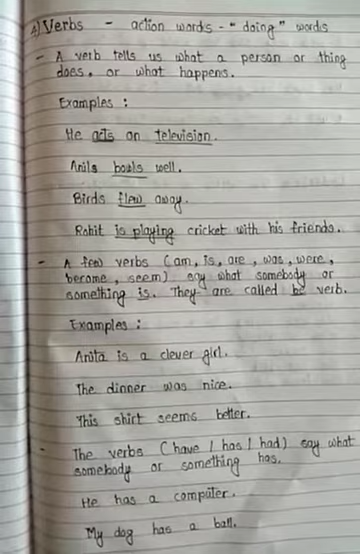 4) Verbs - action words - "doing" words
- A verb tells us what a person or thing
does, or what happens.
Examples :
He acts on television.
Anils bowls well.
Birds flew away.
Rohit is playing cricket with his friends.
- A few verbs (am, is, are, was, were,
become, seem) say what somebody or
something is. They are called be verb.
Examples :
Anita is a clever girl.
The dinner was nice.
This shirt seems better.
- The verbs (have / has / had) say what
somebody or something has.
He has a computer.
My dog has a ball.